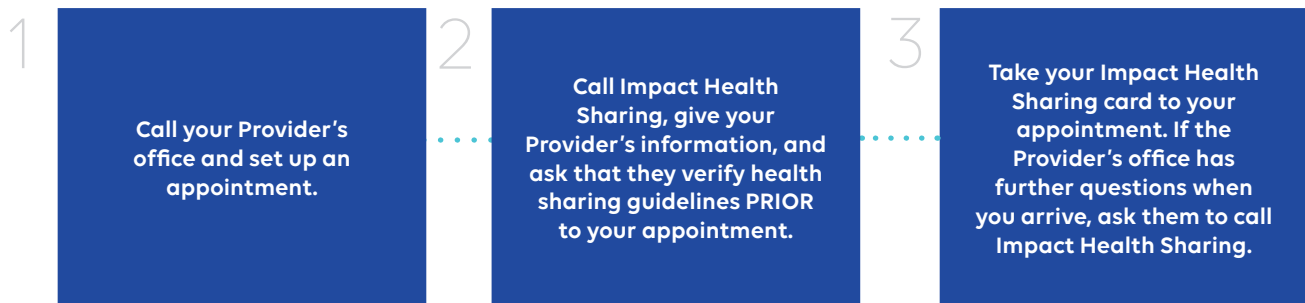 1
Call your Provider's
office and set up an
appointment.
2
Call Impact Health
Sharing, give your
Provider's information, and
ask that they verify health
sharing guidelines PRIOR
to your appointment.
3
Take your Impact Health
Sharing card to your
appointment. If the
Provider's office has
further questions when
you arrive, ask them to call
Impact Health Sharing.